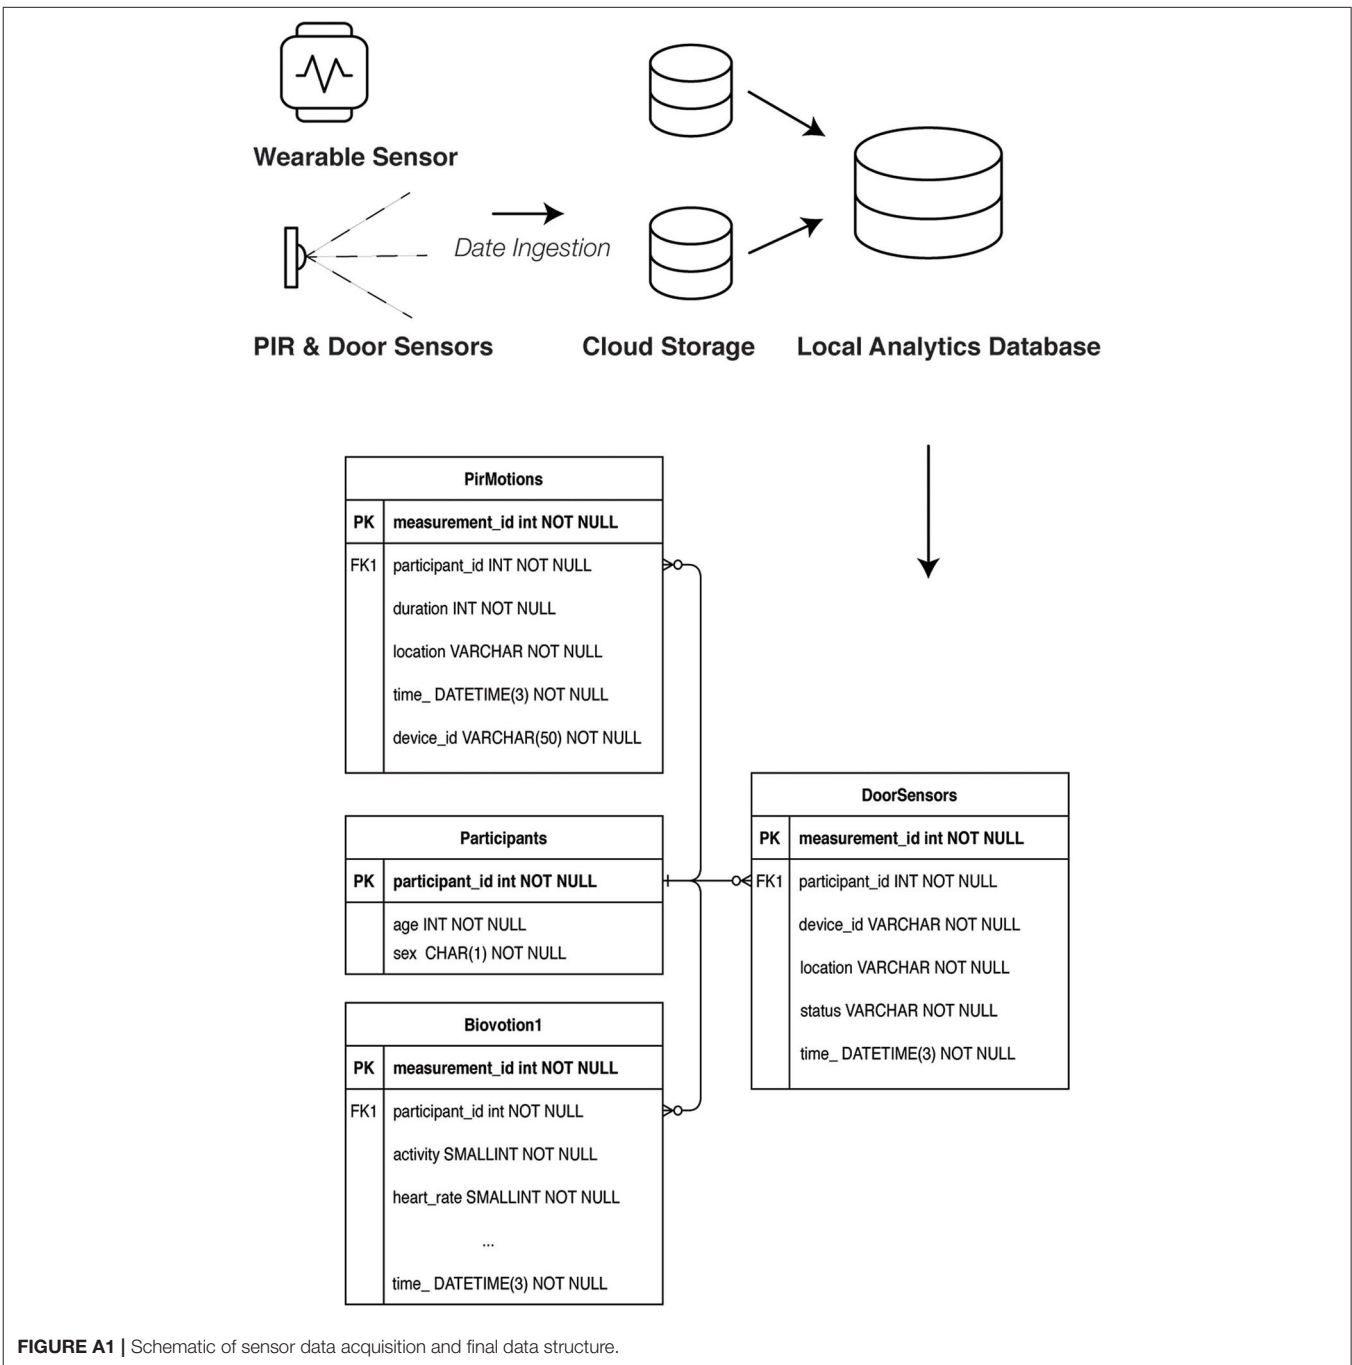 Wearable Sensor
Date Ingestion
PIR & Door Sensors
Cloud Storage
Local Analytics Database
PirMotions
PK measurement_id int NOT NULL
FK1 participant_id INT NOT NULL
duration INT NOT NULL
location VARCHAR NOT NULL
time_ DATETIME(3) NOT NULL
device_id VARCHAR(50) NOT NULL
Participants
PK participant_id int NOT NULL
age INT NOT NULL
sex CHAR(1) NOT NULL
Biovotion1
PK measurement_id int NOT NULL
FK1 participant_id int NOT NULL
activity SMALLINT NOT NULL
heart_rate SMALLINT NOT NULL
...
time_ DATETIME(3) NOT NULL
DoorSensors
PK measurement_id int NOT NULL
FK1 participant_id INT NOT NULL
device_id VARCHAR NOT NULL
location VARCHAR NOT NULL
status VARCHAR NOT NULL
time_ DATETIME(3) NOT NULL
FIGURE A1 | Schematic of sensor data acquisition and final data structure.